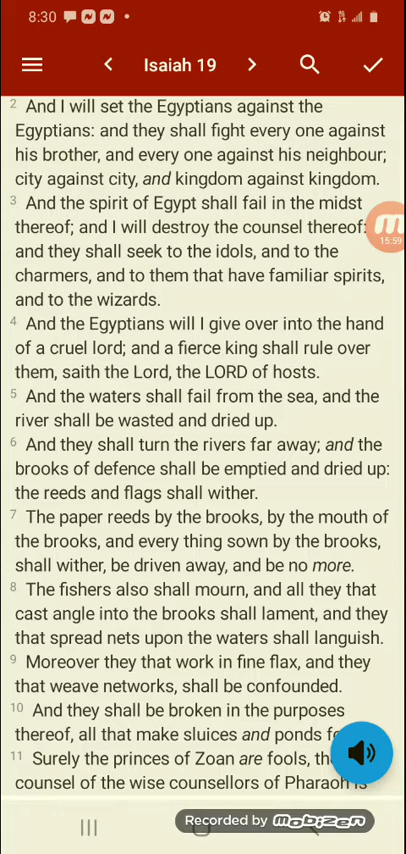 8:30
Isaiah 19
2 And I will set the Egyptians against the
Egyptians: and they shall fight every one against
his brother, and every one against his neighbour;
city against city, and kingdom against kingdom.
3 And the spirit of Egypt shall fail in the midst
thereof; and I will destroy the counsel thereof:
and they shall seek to the idols, and to the
charmers, and to them that have familiar spirits,
and to the wizards.
15:59
4 And the Egyptians will I give over into the hand
of a cruel lord; and a fierce king shall rule over
them, saith the Lord, the LORD of hosts.
5 And the waters shall fail from the sea, and the
river shall be wasted and dried up.
6 And they shall turn the rivers far away; and the
brooks of defence shall be emptied and dried up:
the reeds and flags shall wither.
7 The paper reeds by the brooks, by the mouth of
the brooks, and every thing sown by the brooks,
shall wither, be driven away, and be no more.
8 The fishers also shall mourn, and all they that
cast angle into the brooks shall lament, and they
that spread nets upon the waters shall languish.
9 Moreover they that work in fine flax, and they
that weave networks, shall be confounded.
10 And they shall be broken in the purposes
thereof, all that make sluices and ponds
11 Surely the princes of Zoan are fools,
counsel of the wise counsellors of Pharaoh is
Recorded by mobizen